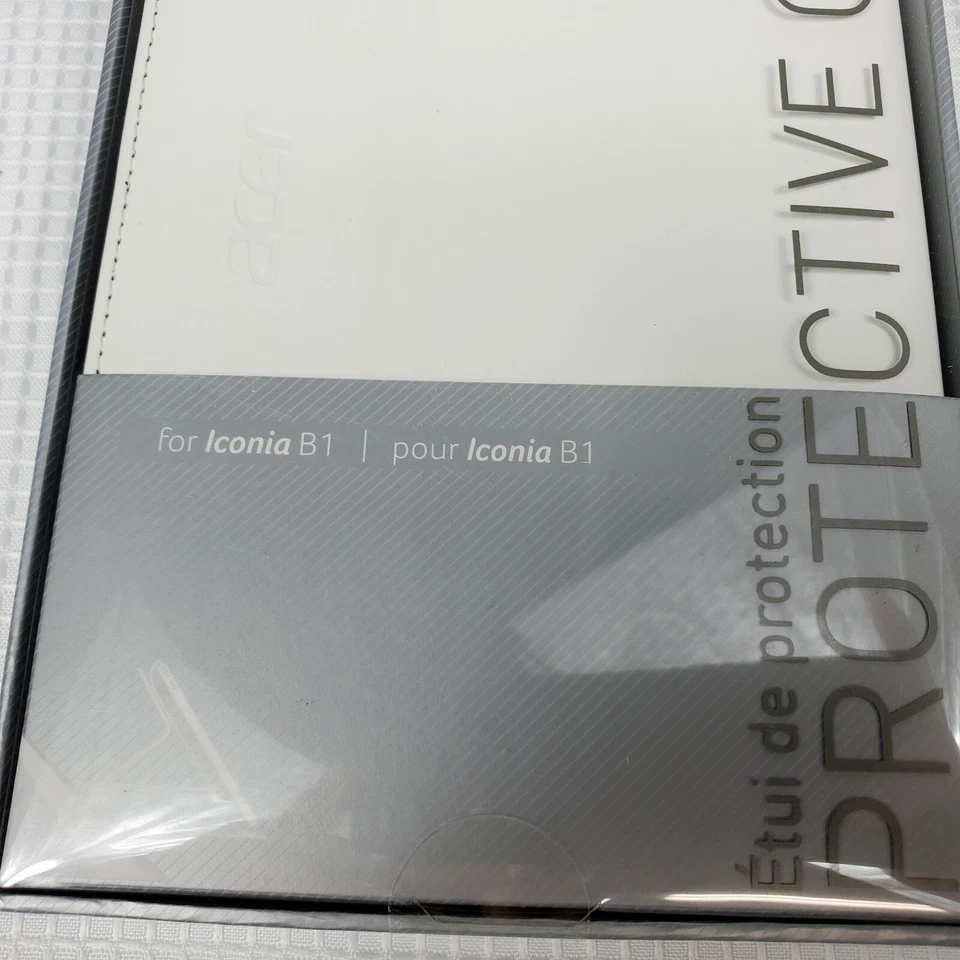 acer
for Iconia B1 | pour Iconia B1
Étui de protection
PROTECTIVE C